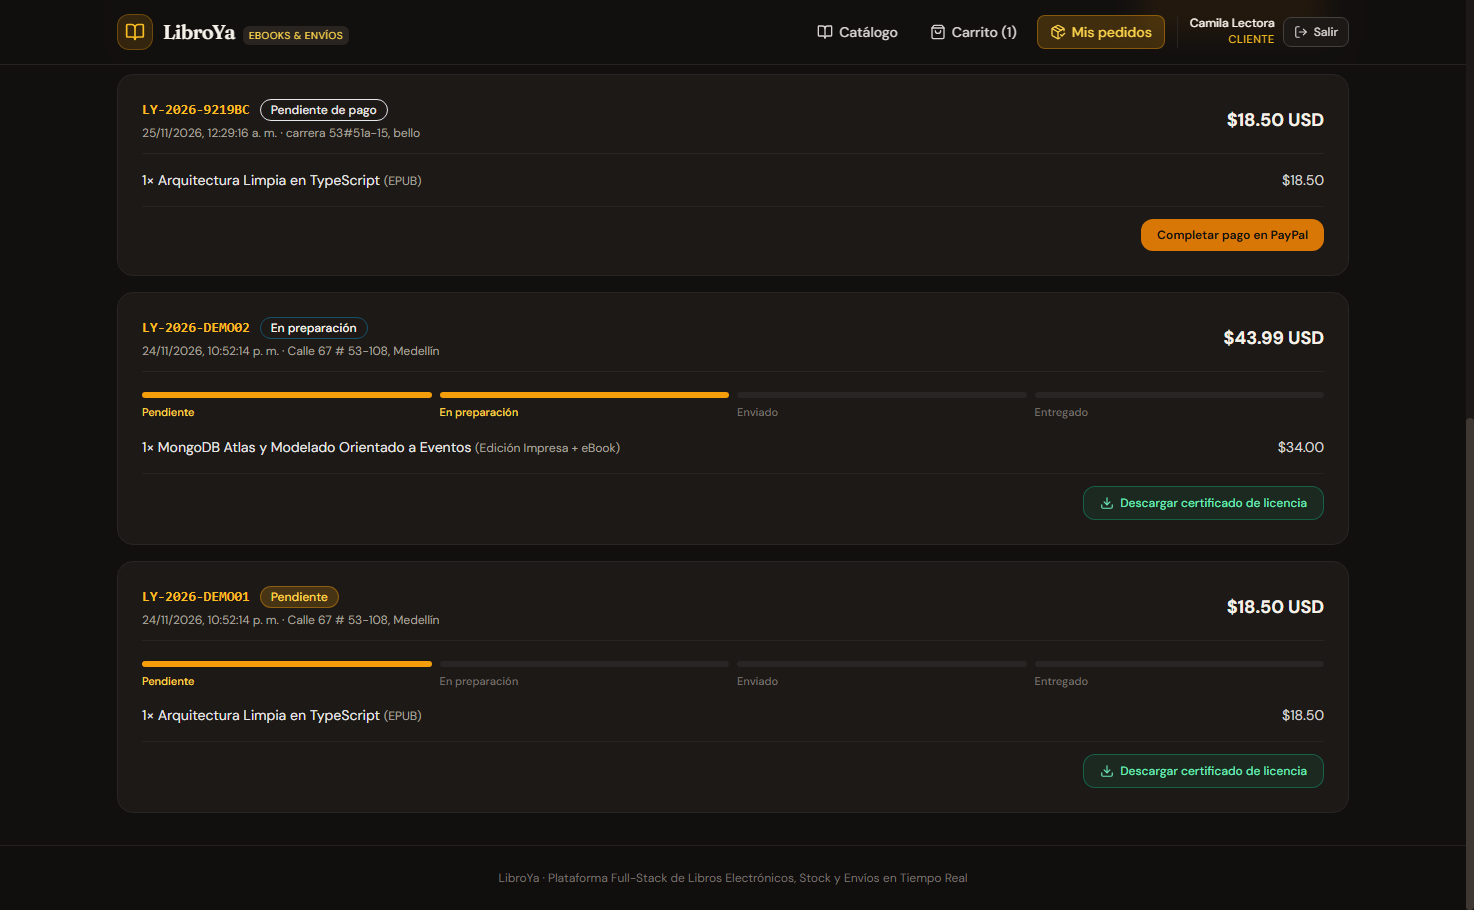 LibroYa EBOOKS & ENVÍOS
Catálogo
Carrito (1)
Mis pedidos
Camila Lectora
CLIENTE
Salir
LY-2026-9219BC Pendiente de pago
25/11/2026, 12:29:16 a. m. · carrera 53#51a-15, bello
$18.50 USD
1× Arquitectura Limpia en TypeScript (EPUB) $18.50
Completar pago en PayPal
LY-2026-DEMO02 En preparación
24/11/2026, 10:52:14 p. m. · Calle 67 # 53-108, Medellín
$43.99 USD
Pendiente En preparación Enviado Entregado
1× MongoDB Atlas y Modelado Orientado a Eventos (Edición Impresa + eBook) $34.00
Descargar certificado de licencia
LY-2026-DEMO01 Pendiente
24/11/2026, 10:52:14 p. m. · Calle 67 # 53-108, Medellín
$18.50 USD
Pendiente En preparación Enviado Entregado
1× Arquitectura Limpia en TypeScript (EPUB) $18.50
Descargar certificado de licencia
LibroYa · Plataforma Full-Stack de Libros Electrónicos, Stock y Envíos en Tiempo Real